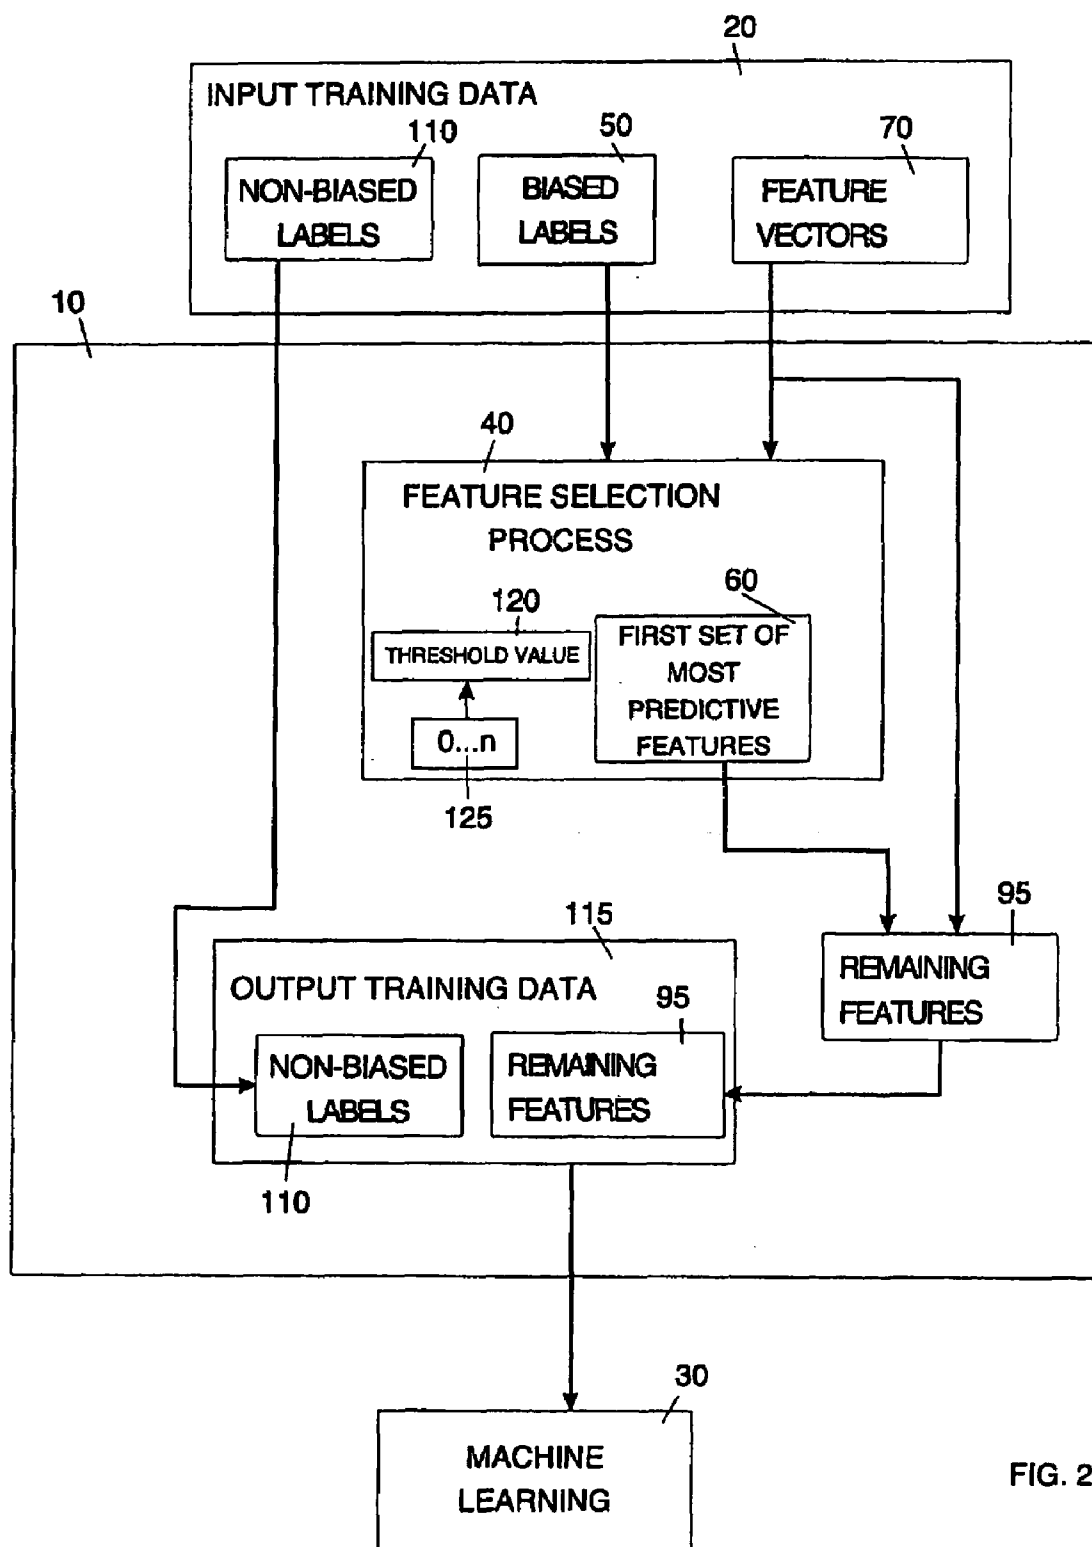 20
INPUT TRAINING DATA
110
50
70
NON-BIASED
LABELS
BIASED
LABELS
FEATURE
VECTORS
10
40
FEATURE SELECTION
PROCESS
60
120
THRESHOLD VALUE
FIRST SET OF
MOST
PREDICTIVE
FEATURES
0...n
125
95
REMAINING
FEATURES
115
OUTPUT TRAINING DATA
95
NON-BIASED
LABELS
REMAINING
FEATURES
110
30
MACHINE
LEARNING
FIG. 2